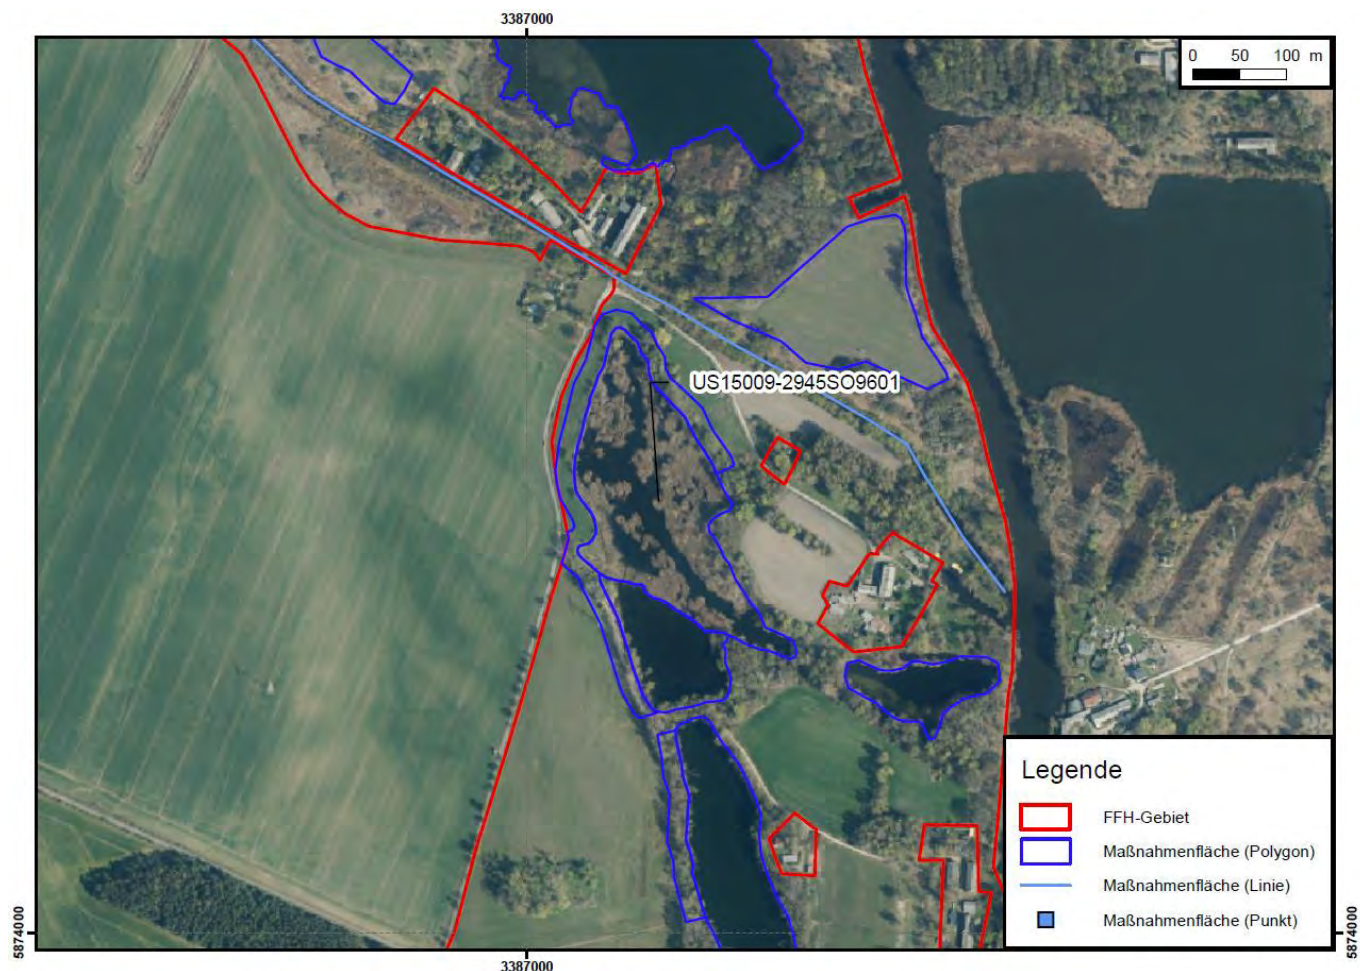 3387000
0 50 100 m
US15009-2945SO9601
Legende
FFH-Gebiet
Maßnahmenfläche (Polygon)
Maßnahmenfläche (Linie)
Maßnahmenfläche (Punkt)
5874000
5874000
3387000